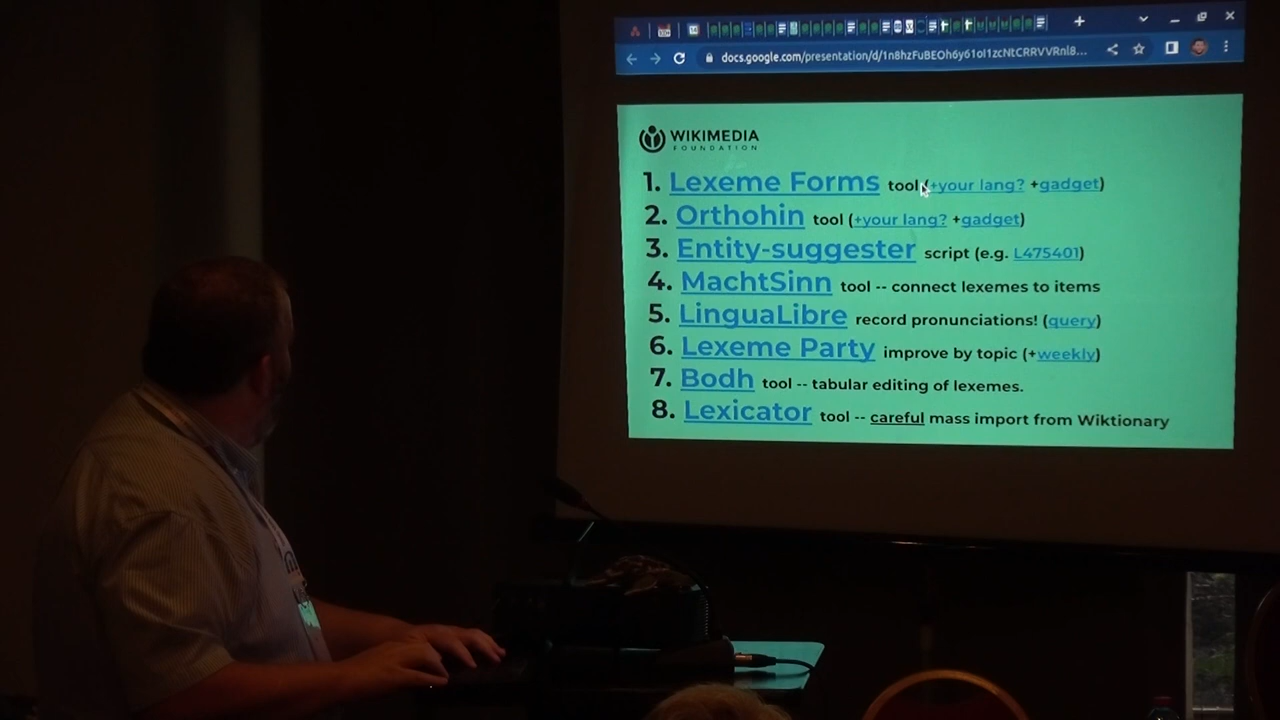 docs.google.com/presentation/d/1n8hzFuBEOh6y61oI1zcNtCRRVVRnl8...
WIKIMEDIA
FOUNDATION
1. Lexeme Forms tool (+your lang? +gadget)
2. Orthohin tool (+your lang? +gadget)
3. Entity-suggester script (e.g. L475401)
4. MachtSinn tool -- connect lexemes to items
5. LinguaLibre record pronunciations! (query)
6. Lexeme Party improve by topic (+weekly)
7. Bodh tool -- tabular editing of lexemes.
8. Lexicator tool -- careful mass import from Wiktionary